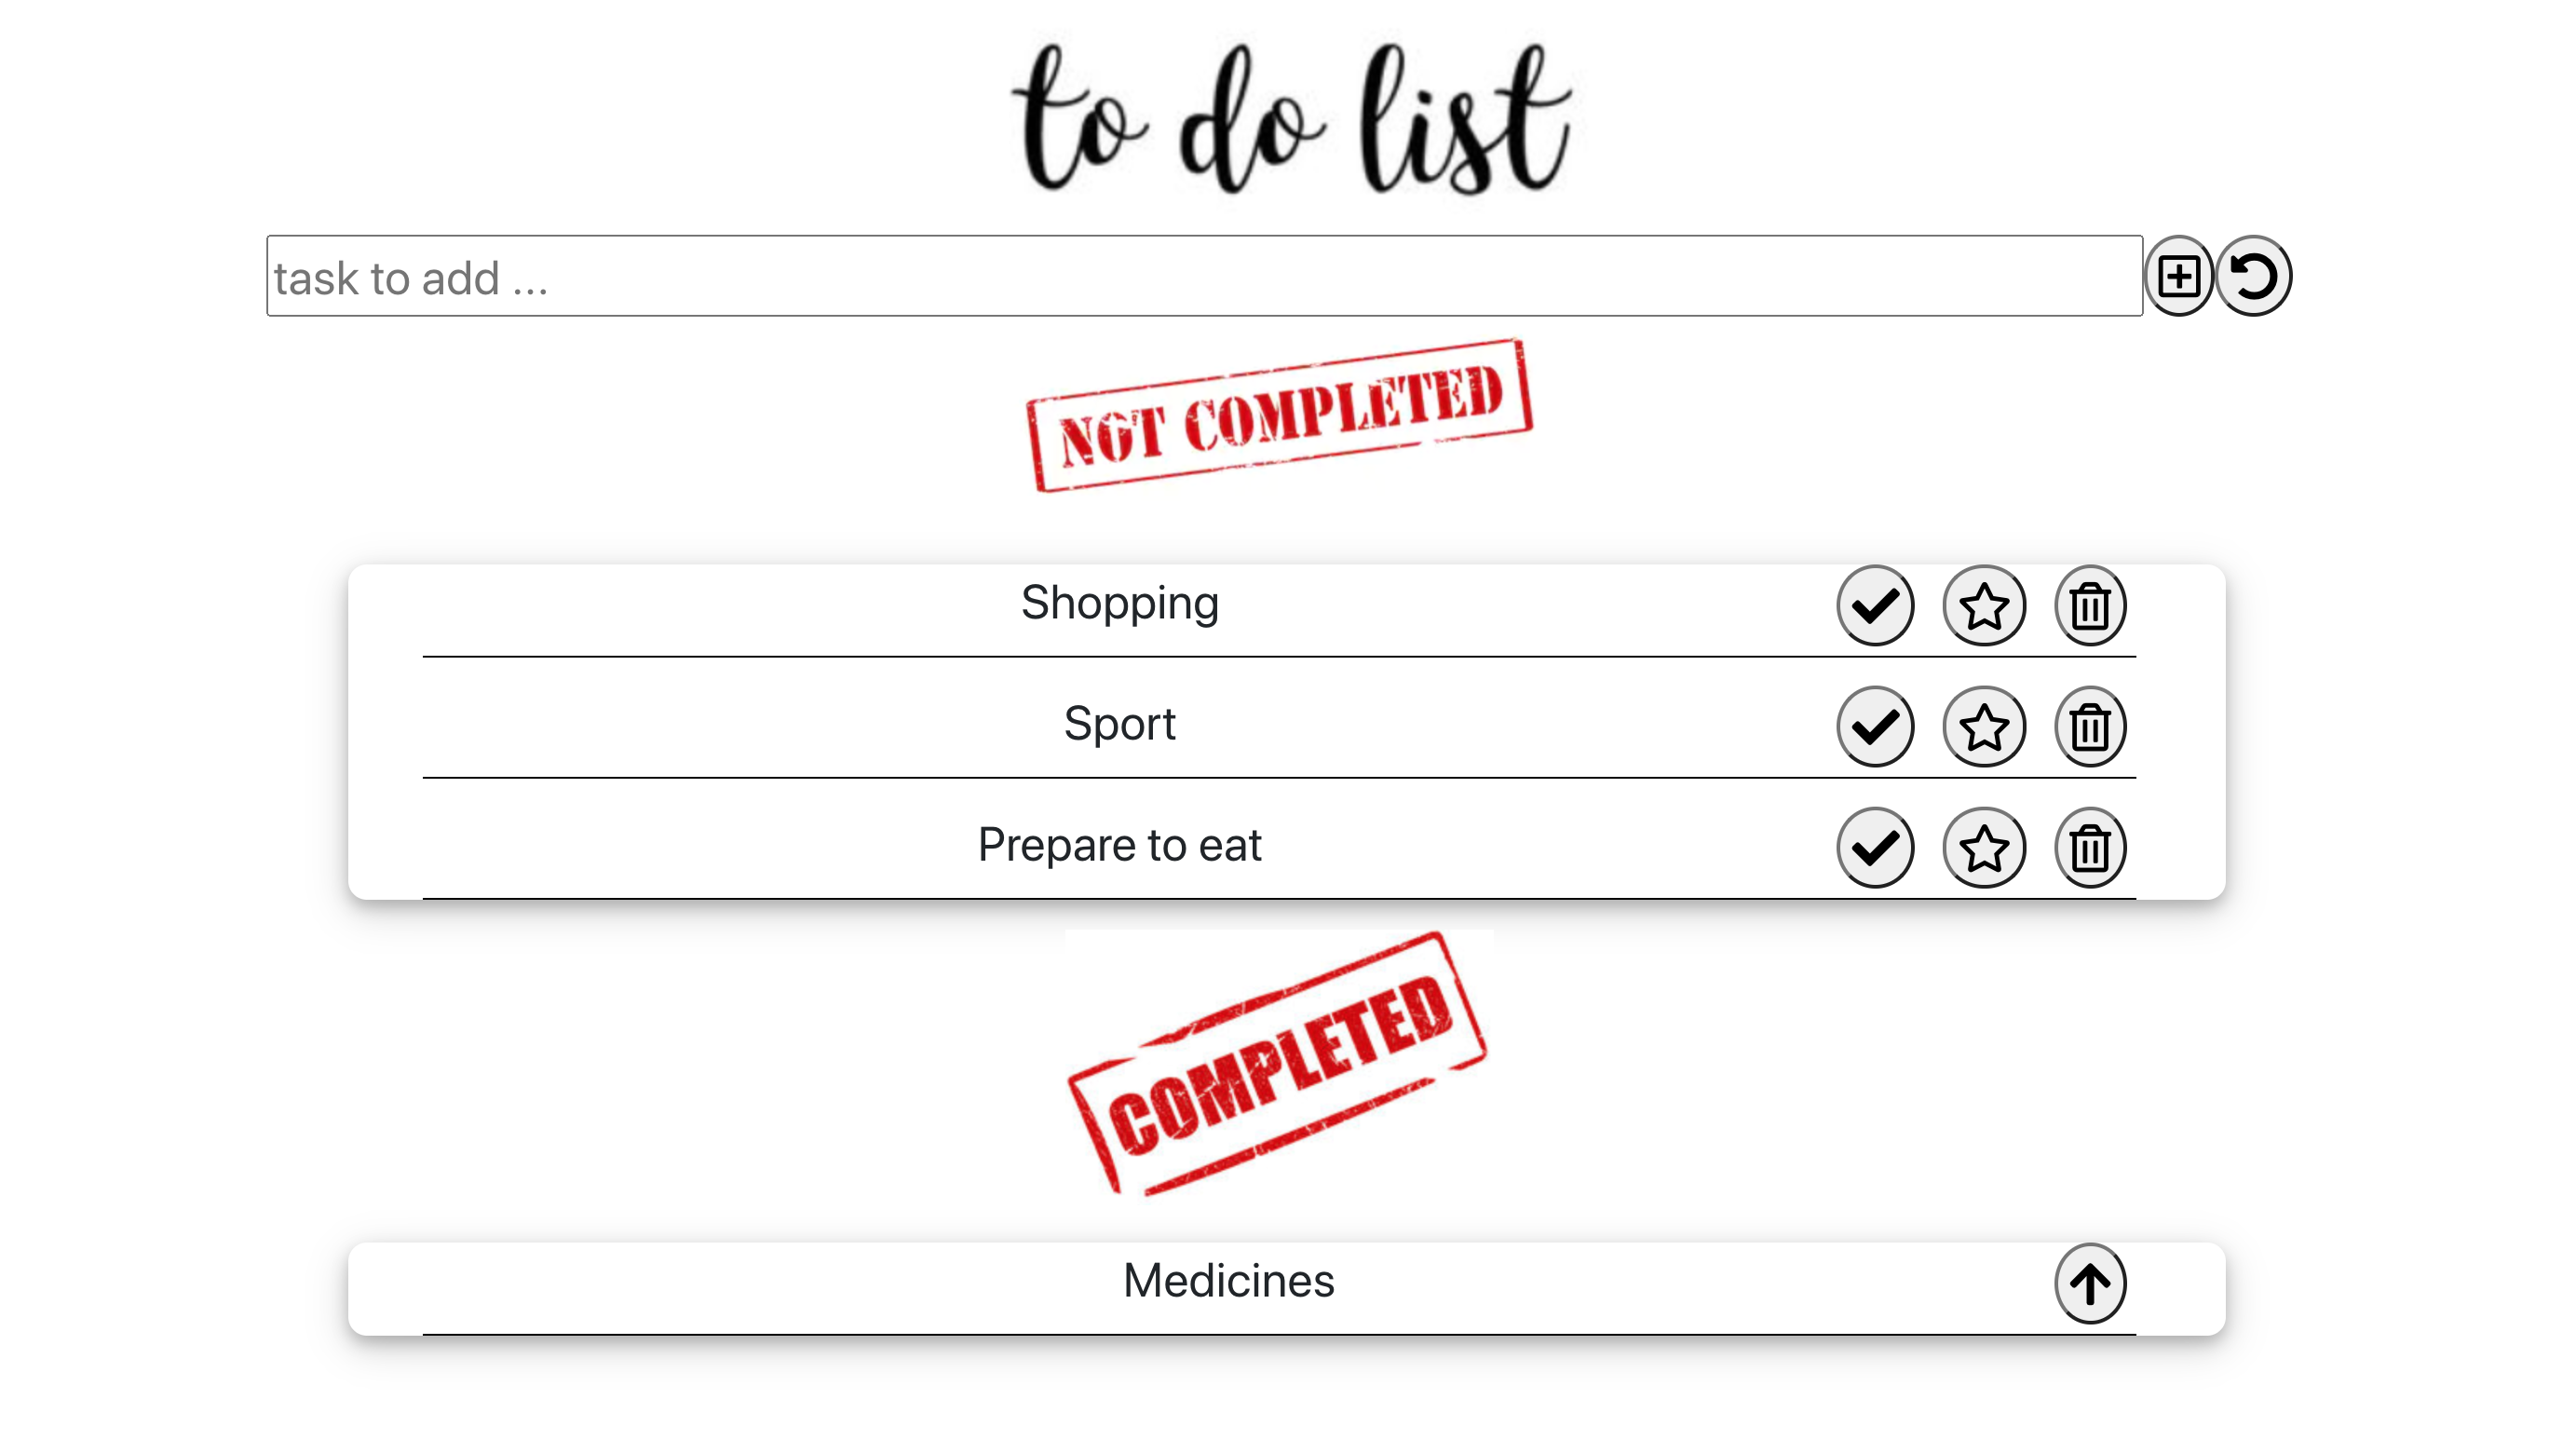 to do list
task to add ...
NOT COMPLETED
Shopping
Sport
Prepare to eat
COMPLETED
Medicines